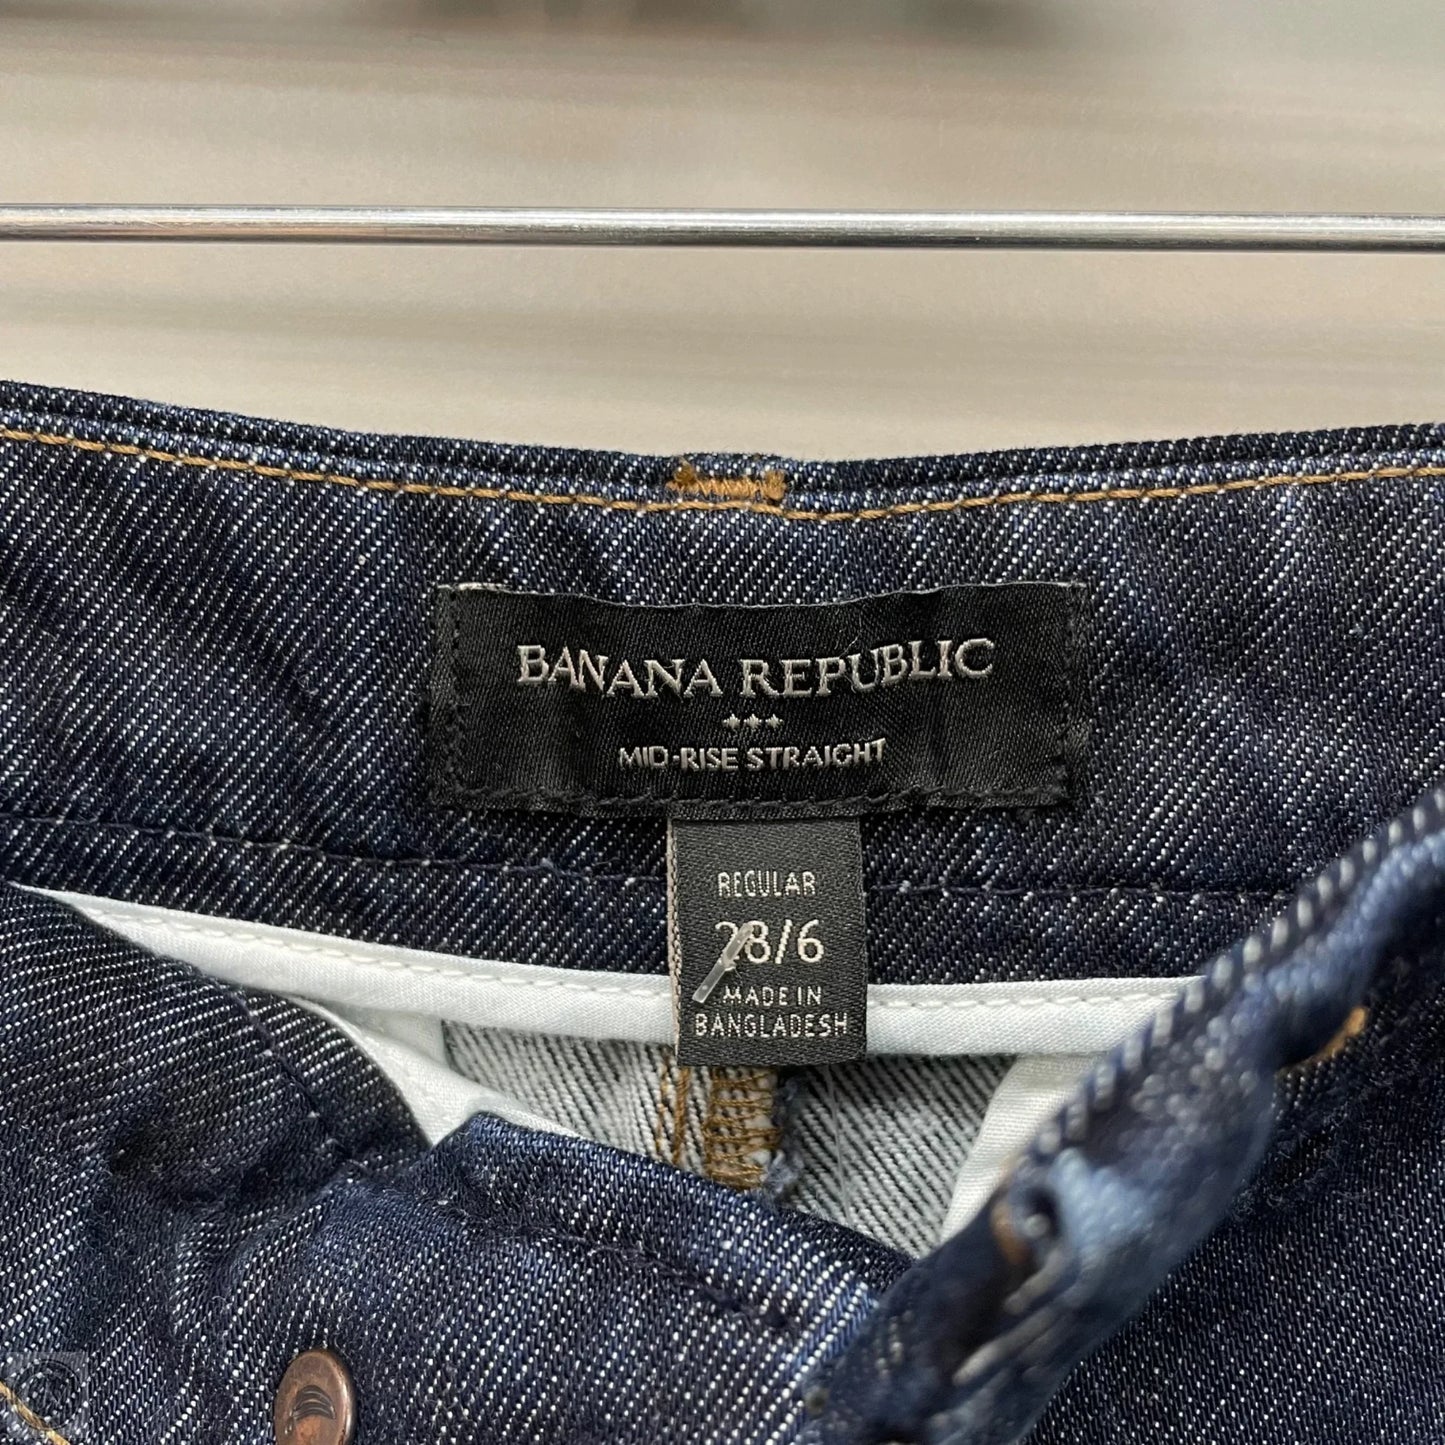 BANANA REPUBLIC
MID-RISE STRAIGHT
REGULAR
28/6
MADE IN
BANGLADESH